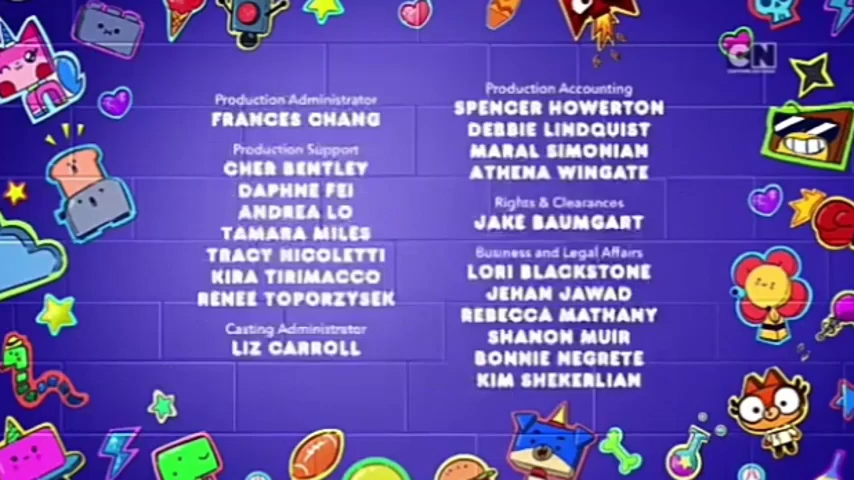 Production Administrator
FRANCES CHANG
Production Support
CHER BENTLEY
DAPHNE FEI
ANDREA LO
TAMARA MILES
TRACY NICOLETTI
KIRA TIRIMACCO
RENEE TOPORZYSEK
Casting Administrator
LIZ CARROLL
Production Accounting
SPENCER HOWERTON
DEBBIE LINDQUIST
MARAL SIMONIAN
ATHENA WINGATE
Rights & Clearances
JAKE BAUMGART
Business and Legal Affairs
LORI BLACKSTONE
JEHAN JAWAD
REBECCA MATHANY
SHANON MUIR
BONNIE NEGRETE
KIM SHEKERLIAN
CN
CARTOON NETWORK